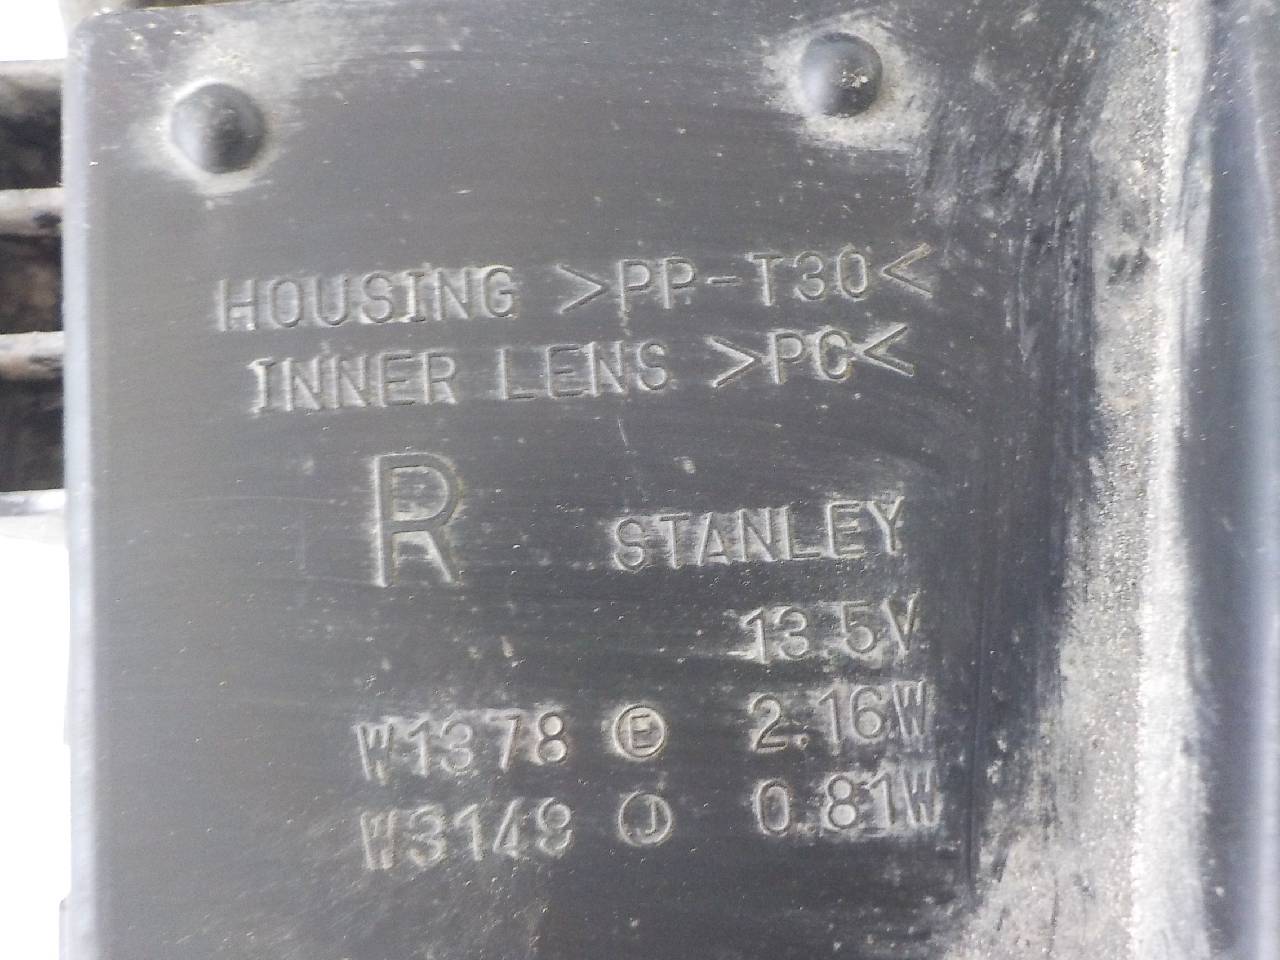 HOUSING >PP-T30<
INNER LENS >PC<
R STANLEY
13.5V
W1378 Ⓔ 2.16W
W3149 Ⓙ 0.81W